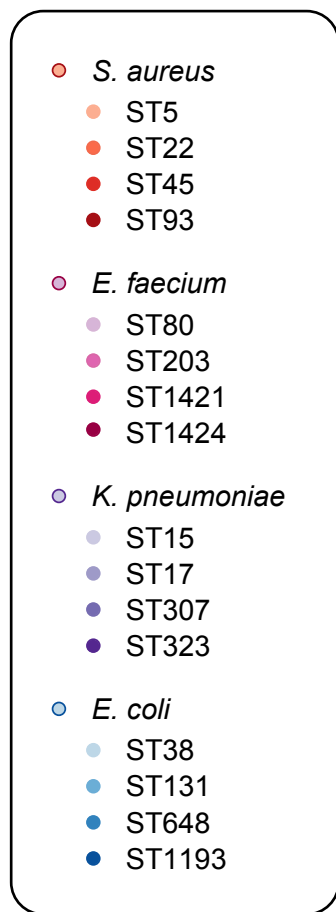 S. aureus
ST5
ST22
ST45
ST93
E. faecium
ST80
ST203
ST1421
ST1424
K. pneumoniae
ST15
ST17
ST307
ST323
E. coli
ST38
ST131
ST648
ST1193